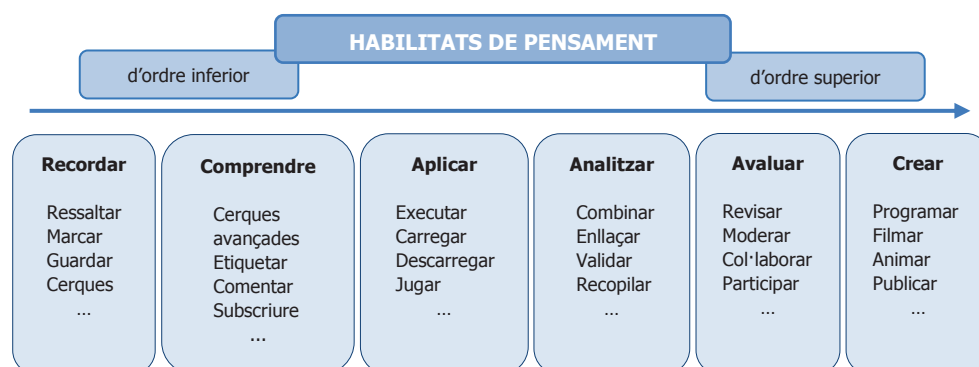 HABILITATS DE PENSAMENT
d'ordre inferior
d'ordre superior
Recordar
Ressaltar
Marcar
Guardar
Cerques
...
Comprendre
Cerques
avançades
Etiquetar
Comentar
Subscriure
...
Aplicar
Executar
Carregar
Descarregar
Jugar
...
Analitzar
Combinar
Enllaçar
Validar
Recopilar
...
Avaluar
Revisar
Moderar
Col·laborar
Participar
...
Crear
Programar
Filmar
Animar
Publicar
...